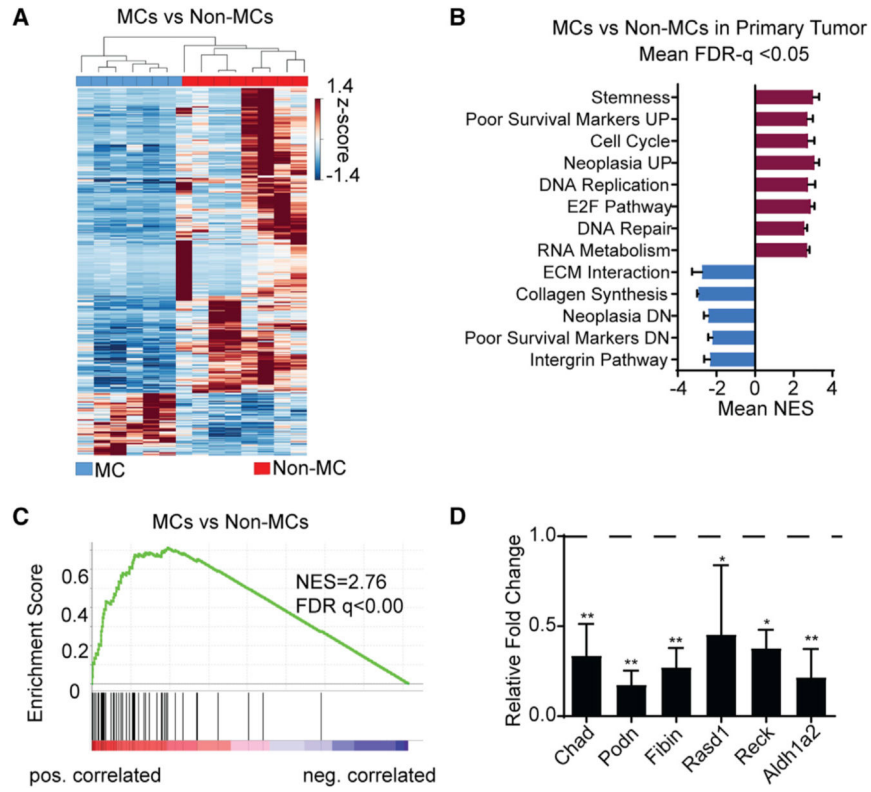 A
MCs vs Non-MCs
1.4
z-score
-1.4
MC
Non-MC
B
MCs vs Non-MCs in Primary Tumor
Mean FDR-q <0.05
Stemness
Poor Survival Markers UP
Cell Cycle
Neoplasia UP
DNA Replication
E2F Pathway
DNA Repair
RNA Metabolism
ECM Interaction
Collagen Synthesis
Neoplasia DN
Poor Survival Markers DN
Intergrin Pathway
-4 -2 0 2 4
Mean NES
C
MCs vs Non-MCs
Enrichment Score
0.6
0.4
0.2
0
NES=2.76
FDR q<0.00
pos. correlated
neg. correlated
D
Relative Fold Change
1.0
0.5
0.0
** ** ** * * **
Chad
Podn
Fibin
Rasd1
Reck
Aldh1a2